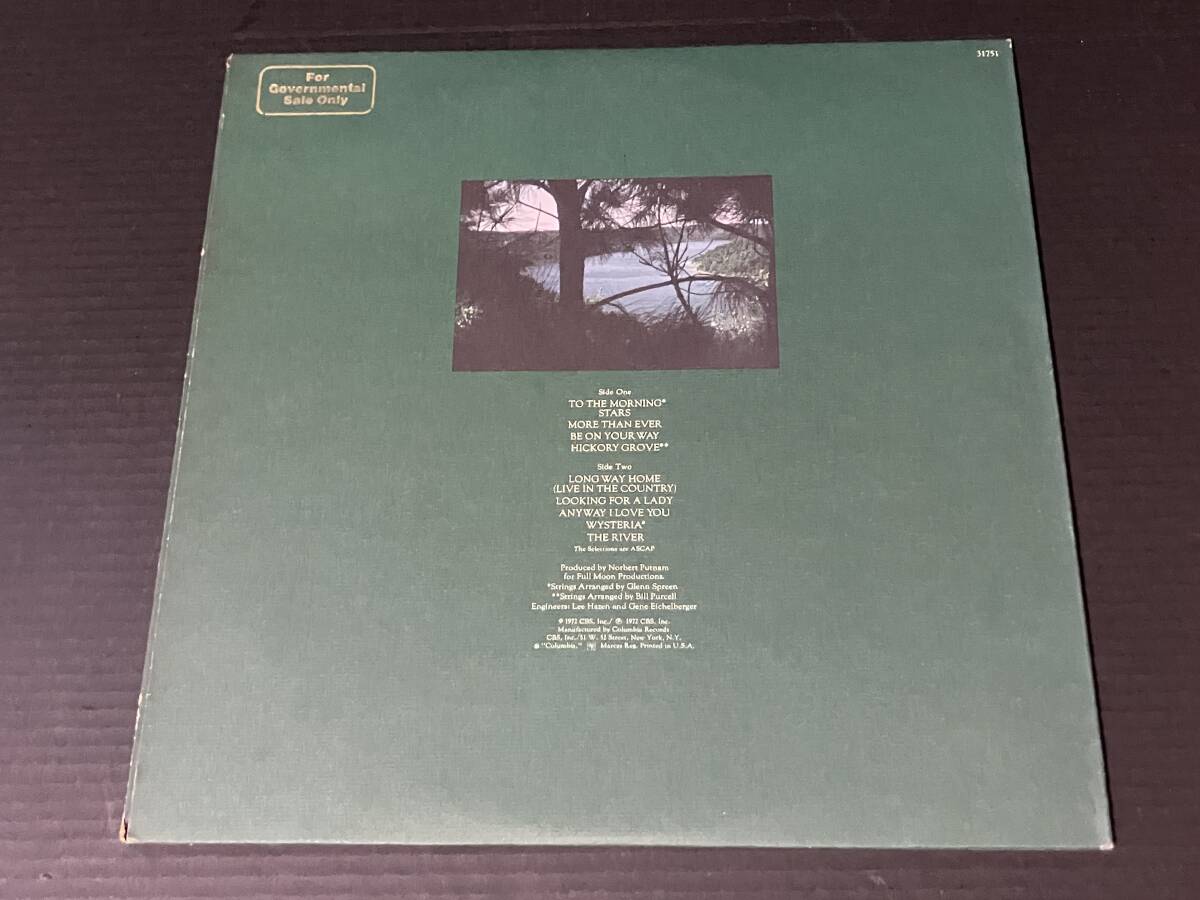 For
Governmental
Sale Only
31751
Side One
TO THE MORNING*
STARS
MORE THAN EVER
BE ON YOUR WAY
HICKORY GROVE**
Side Two
LONG WAY HOME
(LIVE IN THE COUNTRY)
LOOKING FOR A LADY
ANYWAY I LOVE YOU
WYSTERIA*
THE RIVER
The Selections are ASCAP
Produced by Norbert Putnam
for Full Moon Productions.
*Strings Arranged by Glenn Spreen
**Strings Arranged by Bill Purcell
Engineers: Lee Hazen and Gene Eichelberger
© 1972 CBS, Inc./ ℗ 1972 CBS, Inc.
Manufactured by Columbia Records
CBS, Inc./51 W. 52 Street, New York, N.Y.
® "Columbia," Marcas Reg. Printed in U.S.A.